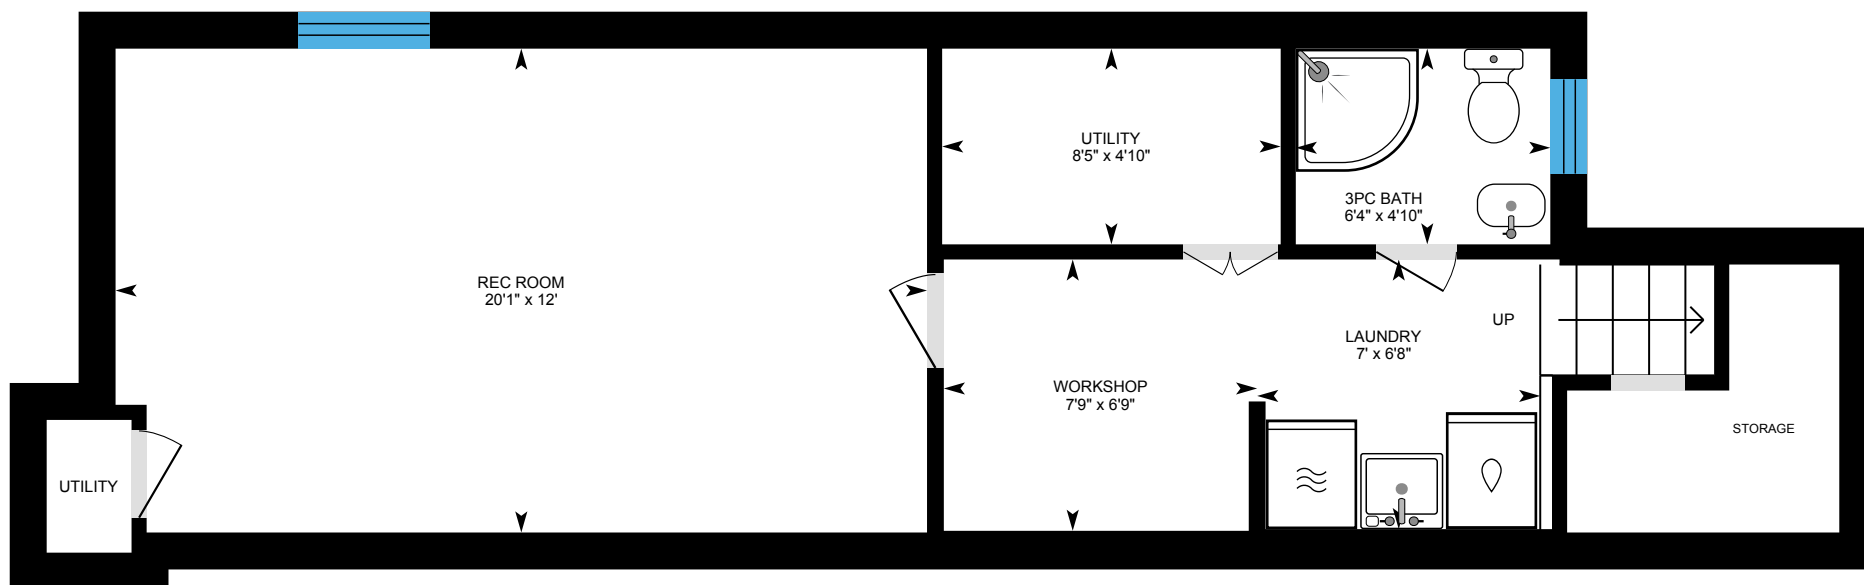 UTILITY
8'5" x 4'10"
3PC BATH
6'4" x 4'10"
REC ROOM
20'1" x 12'
UP
LAUNDRY
7' x 6'8"
WORKSHOP
7'9" x 6'9"
STORAGE
UTILITY